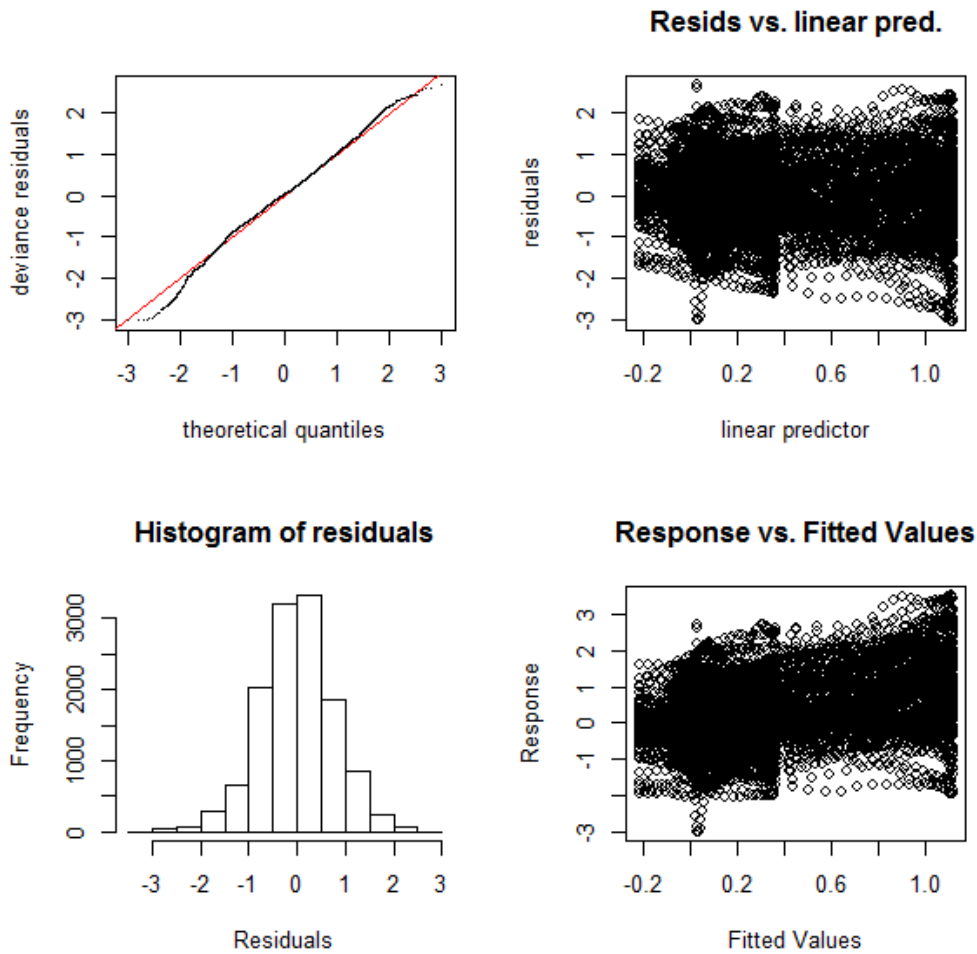 Resids vs. linear pred.
deviance residuals
2
1
0
-1
-2
-3
-3 -2 -1 0 1 2 3
theoretical quantiles
residuals
2
1
0
-1
-2
-3
-0.2 0.2 0.6 1.0
linear predictor
Histogram of residuals
Frequency
3000
1000
0
-3 -2 -1 0 1 2 3
Residuals
Response vs. Fitted Values
Response
3
2
1
0
-1
-3
-0.2 0.2 0.6 1.0
Fitted Values